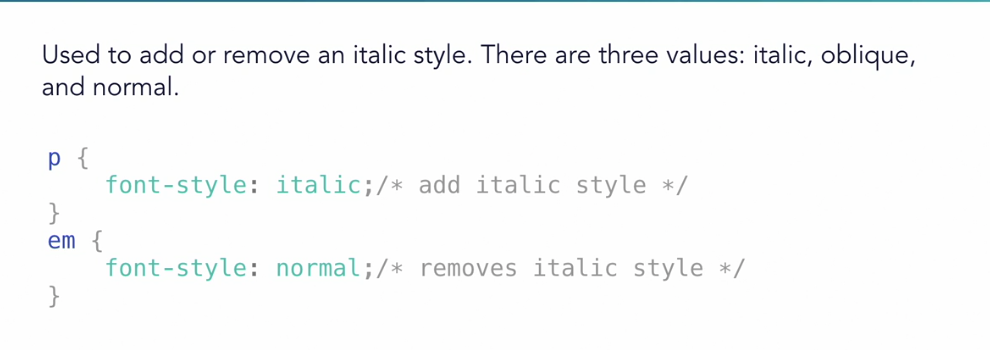 Used to add or remove an italic style. There are three values: italic, oblique,
and normal.
p {
    font-style: italic;/* add italic style */
}
em {
    font-style: normal;/* removes italic style */
}